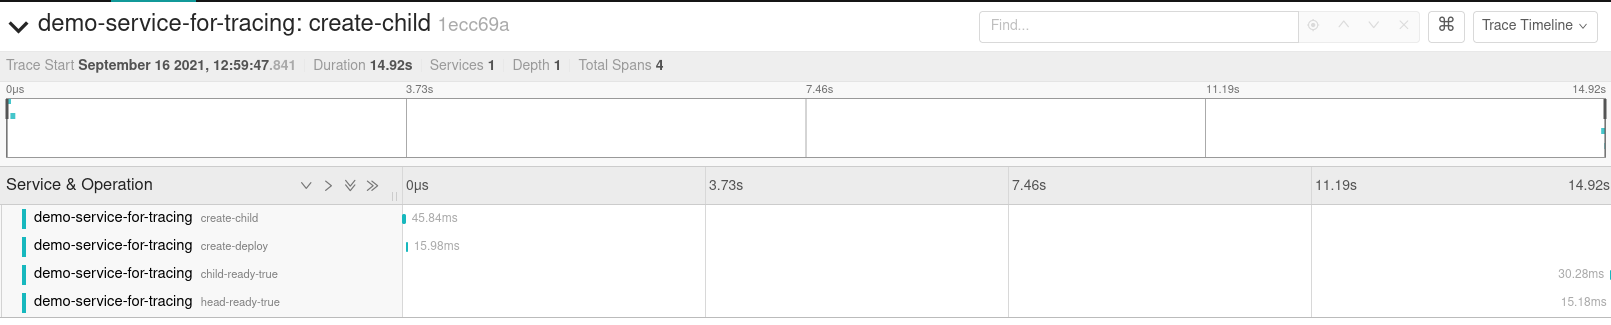 demo-service-for-tracing: create-child 1ecc69a
Find...
⌘
Trace Timeline
Trace Start September 16 2021, 12:59:47.841 Duration 14.92s Services 1 Depth 1 Total Spans 4
0μs 3.73s 7.46s 11.19s 14.92s
Service & Operation 0μs 3.73s 7.46s 11.19s 14.92s
demo-service-for-tracing create-child 45.84ms
demo-service-for-tracing create-deploy 15.98ms
demo-service-for-tracing child-ready-true 30.28ms
demo-service-for-tracing head-ready-true 15.18ms